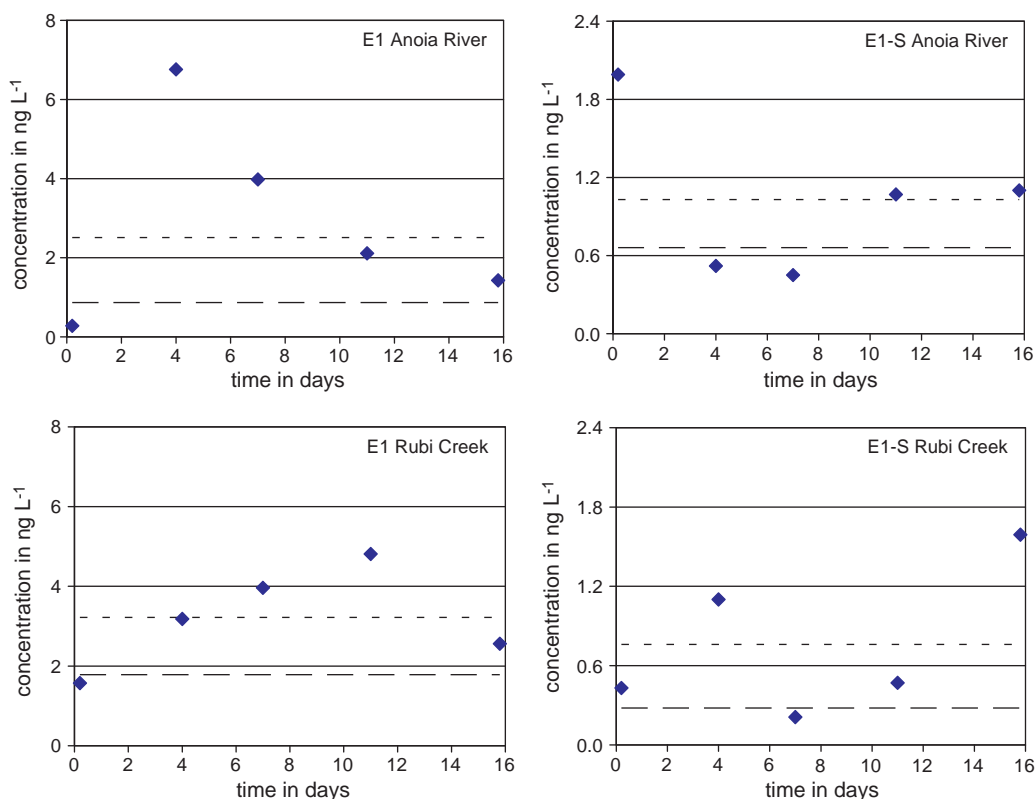 E1 Anoia River
concentration in ng L-1
8
6
4
2
0
0 2 4 6 8 10 12 14 16
time in days
E1-S Anoia River
concentration in ng L-1
2.4
1.8
1.2
0.6
0.0
0 2 4 6 8 10 12 14 16
time in days
E1 Rubi Creek
concentration in ng L-1
8
6
4
2
0
0 2 4 6 8 10 12 14 16
time in days
E1-S Rubi Creek
concentration in ng L-1
2.4
1.8
1.2
0.6
0.0
0 2 4 6 8 10 12 14 16
time in days